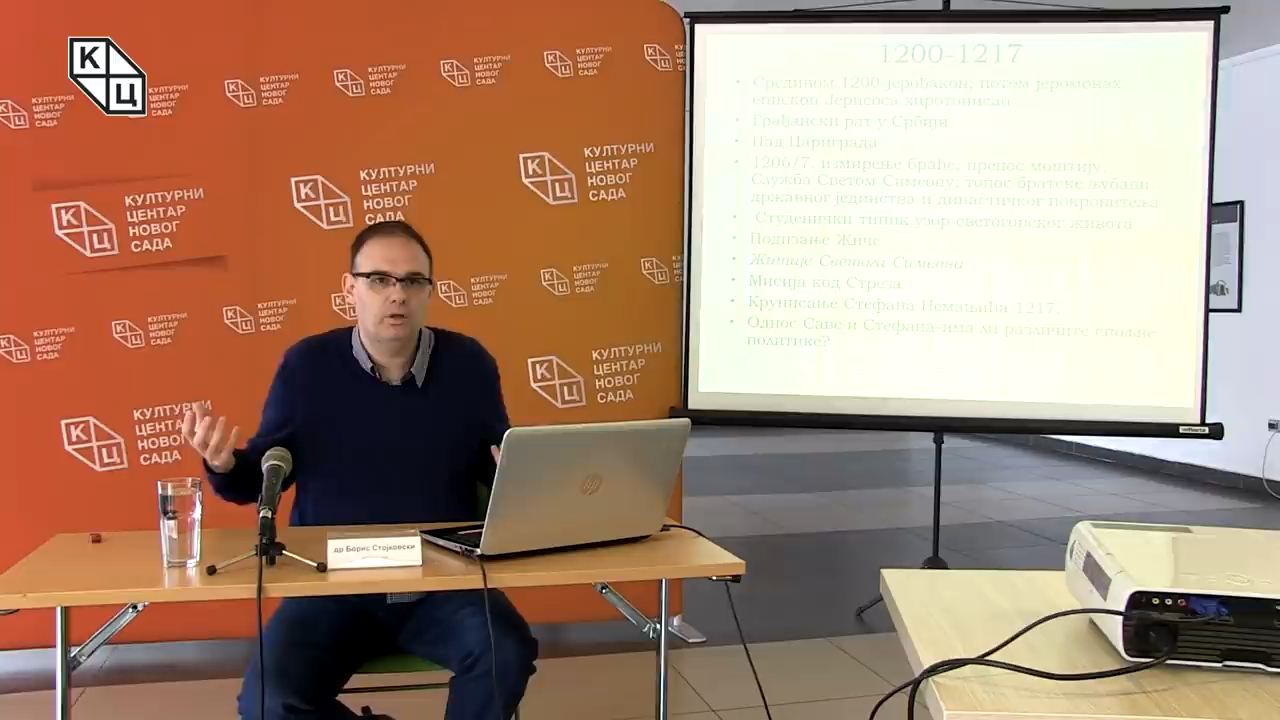 К
Ц
КУЛТУРНИ
ЦЕНТАР
НОВОГ
САДА
1200-1217
• Средином 1200-јерођакон; потом јеромонах
епископ Јерисоса хиротонисао
• Грађански рат у Србији
• Пад Цариграда
• 1206/7. измирење браће, пренос моштију,
Служба Светом Симеону; топос братске љубави
државног јединства и династичког покровитеља
• Студенички типик узор светогорског живота
• Подизање Жиче
• Житије Светога Симеона
• Мисија код Стреза
• Крунисање Стефана Немањића 1217.
• Однос Саве и Стефана-има ли различите спољне
политике?
др Борис Стојковски
hp